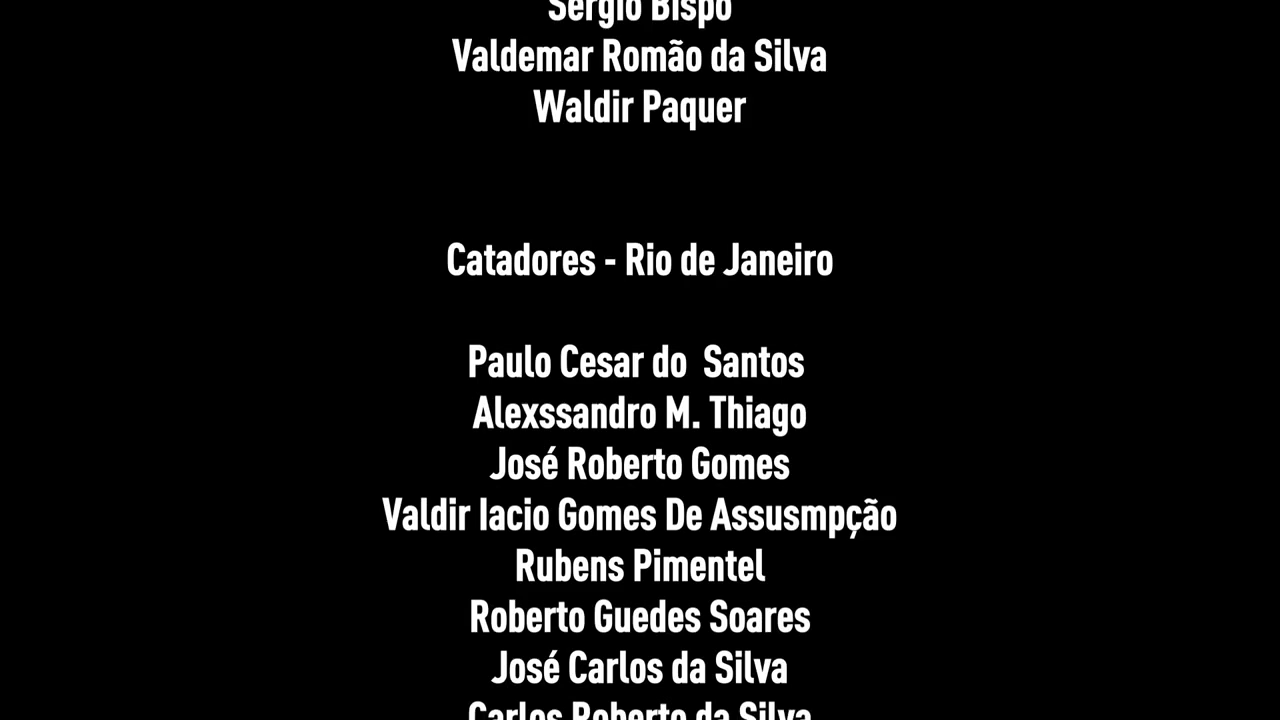 Sergio Bispo
Valdemar Romão da Silva
Waldir Paquer
Catadores - Rio de Janeiro
Paulo Cesar do  Santos
Alexssandro M. Thiago
José Roberto Gomes
Valdir Iacio Gomes De Assusmpção
Rubens Pimentel
Roberto Guedes Soares
José Carlos da Silva
Carlos Roberto da Silva